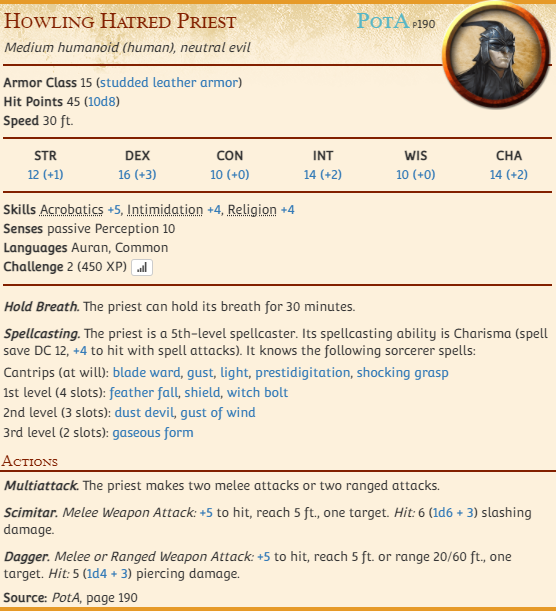 Howling Hatred Priest PotA p190
Medium humanoid (human), neutral evil
Armor Class 15 (studded leather armor)
Hit Points 45 (10d8)
Speed 30 ft.
STR DEX CON INT WIS CHA
12 (+1) 16 (+3) 10 (+0) 14 (+2) 10 (+0) 14 (+2)
Skills Acrobatics +5, Intimidation +4, Religion +4
Senses passive Perception 10
Languages Auran, Common
Challenge 2 (450 XP)
Hold Breath. The priest can hold its breath for 30 minutes.
Spellcasting. The priest is a 5th-level spellcaster. Its spellcasting ability is Charisma (spell
save DC 12, +4 to hit with spell attacks). It knows the following sorcerer spells:
Cantrips (at will): blade ward, gust, light, prestidigitation, shocking grasp
1st level (4 slots): feather fall, shield, witch bolt
2nd level (3 slots): dust devil, gust of wind
3rd level (2 slots): gaseous form
Actions
Multiattack. The priest makes two melee attacks or two ranged attacks.
Scimitar. Melee Weapon Attack: +5 to hit, reach 5 ft., one target. Hit: 6 (1d6 + 3) slashing
damage.
Dagger. Melee or Ranged Weapon Attack: +5 to hit, reach 5 ft. or range 20/60 ft., one
target. Hit: 5 (1d4 + 3) piercing damage.
Source: PotA, page 190